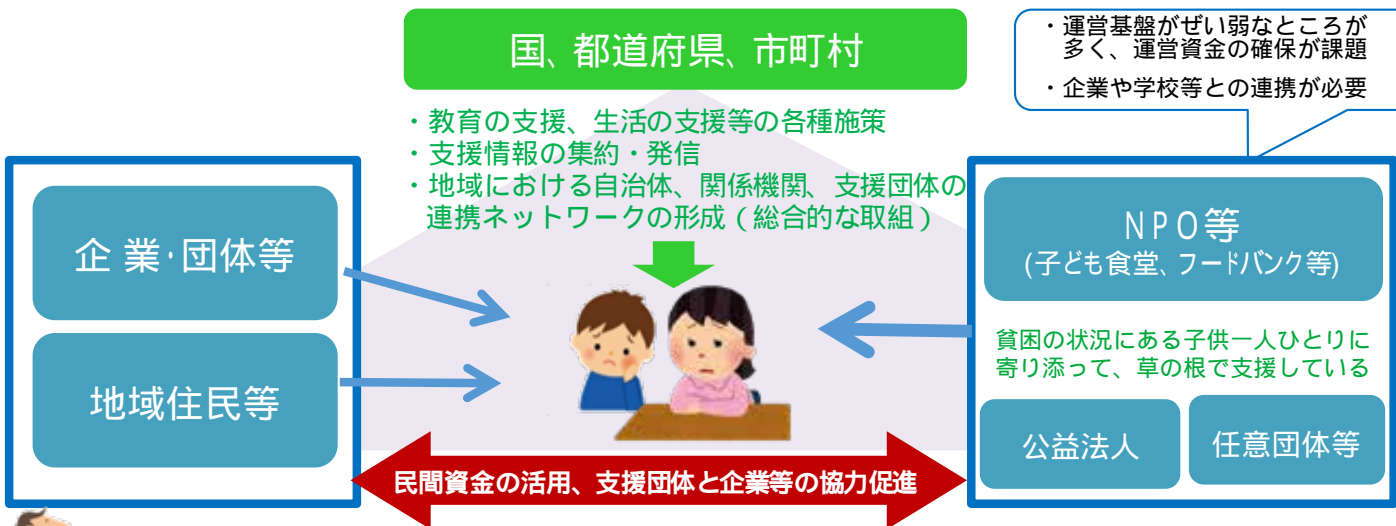 国、都道府県、市町村
・運営基盤がぜい弱なところが
多く、運営資金の確保が課題
・企業や学校等との連携が必要
・教育の支援、生活の支援等の各種施策
・支援情報の集約・発信
・地域における自治体、関係機関、支援団体の
連携ネットワークの形成（総合的な取組）
企業・団体等
地域住民等
NPO等
(子ども食堂、フードバンク等)
貧困の状況にある子供一人ひとりに
寄り添って、草の根で支援している
公益法人
任意団体等
民間資金の活用、支援団体と企業等の協力促進